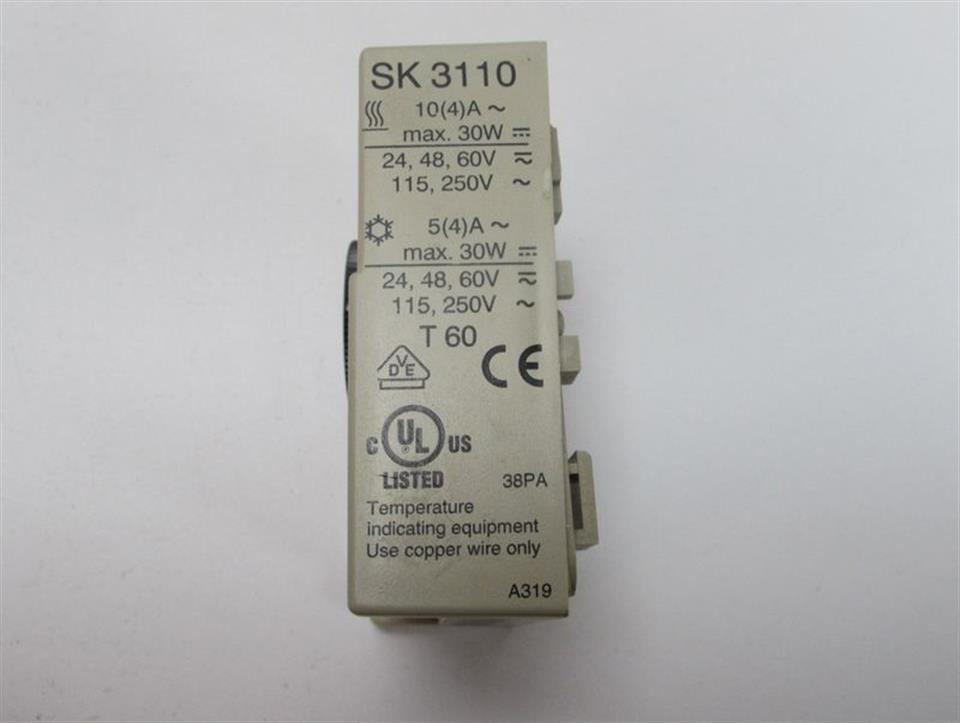 SK 3110
10(4)A ~
max. 30W ⎓
24, 48, 60V ≂
115, 250V ~
5(4)A ~
max. 30W ⎓
24, 48, 60V ≂
115, 250V ~
T 60
DVE
CE
C UL US
LISTED 38PA
Temperature
indicating equipment
Use copper wire only
A319